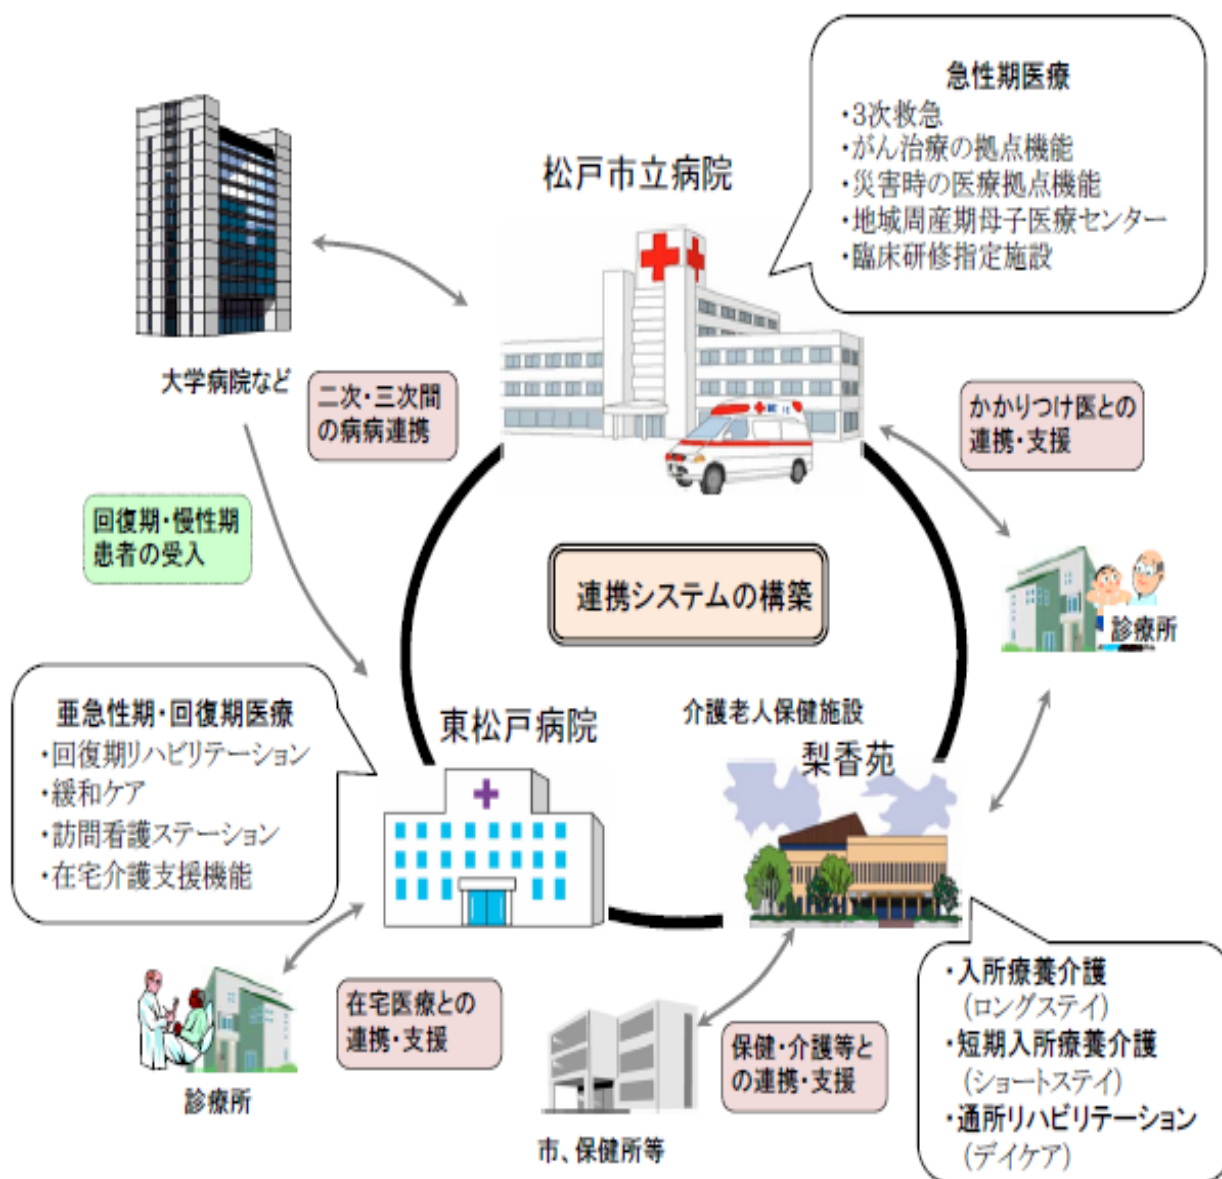 急性期医療
・3次救急
・がん治療の拠点機能
・災害時の医療拠点機能
・地域周産期母子医療センター
・臨床研修指定施設
松戸市立病院
大学病院など
二次・三次間
の病病連携
かかりつけ医との
連携・支援
回復期・慢性期
患者の受入
連携システムの構築
診療所
亜急性期・回復期医療
・回復期リハビリテーション
・緩和ケア
・訪問看護ステーション
・在宅介護支援機能
東松戸病院
介護老人保健施設
梨香苑
・入所療養介護
(ロングステイ)
・短期入所療養介護
(ショートステイ)
・通所リハビリテーション
(デイケア)
在宅医療との
連携・支援
保健・介護等と
の連携・支援
診療所
市、保健所等